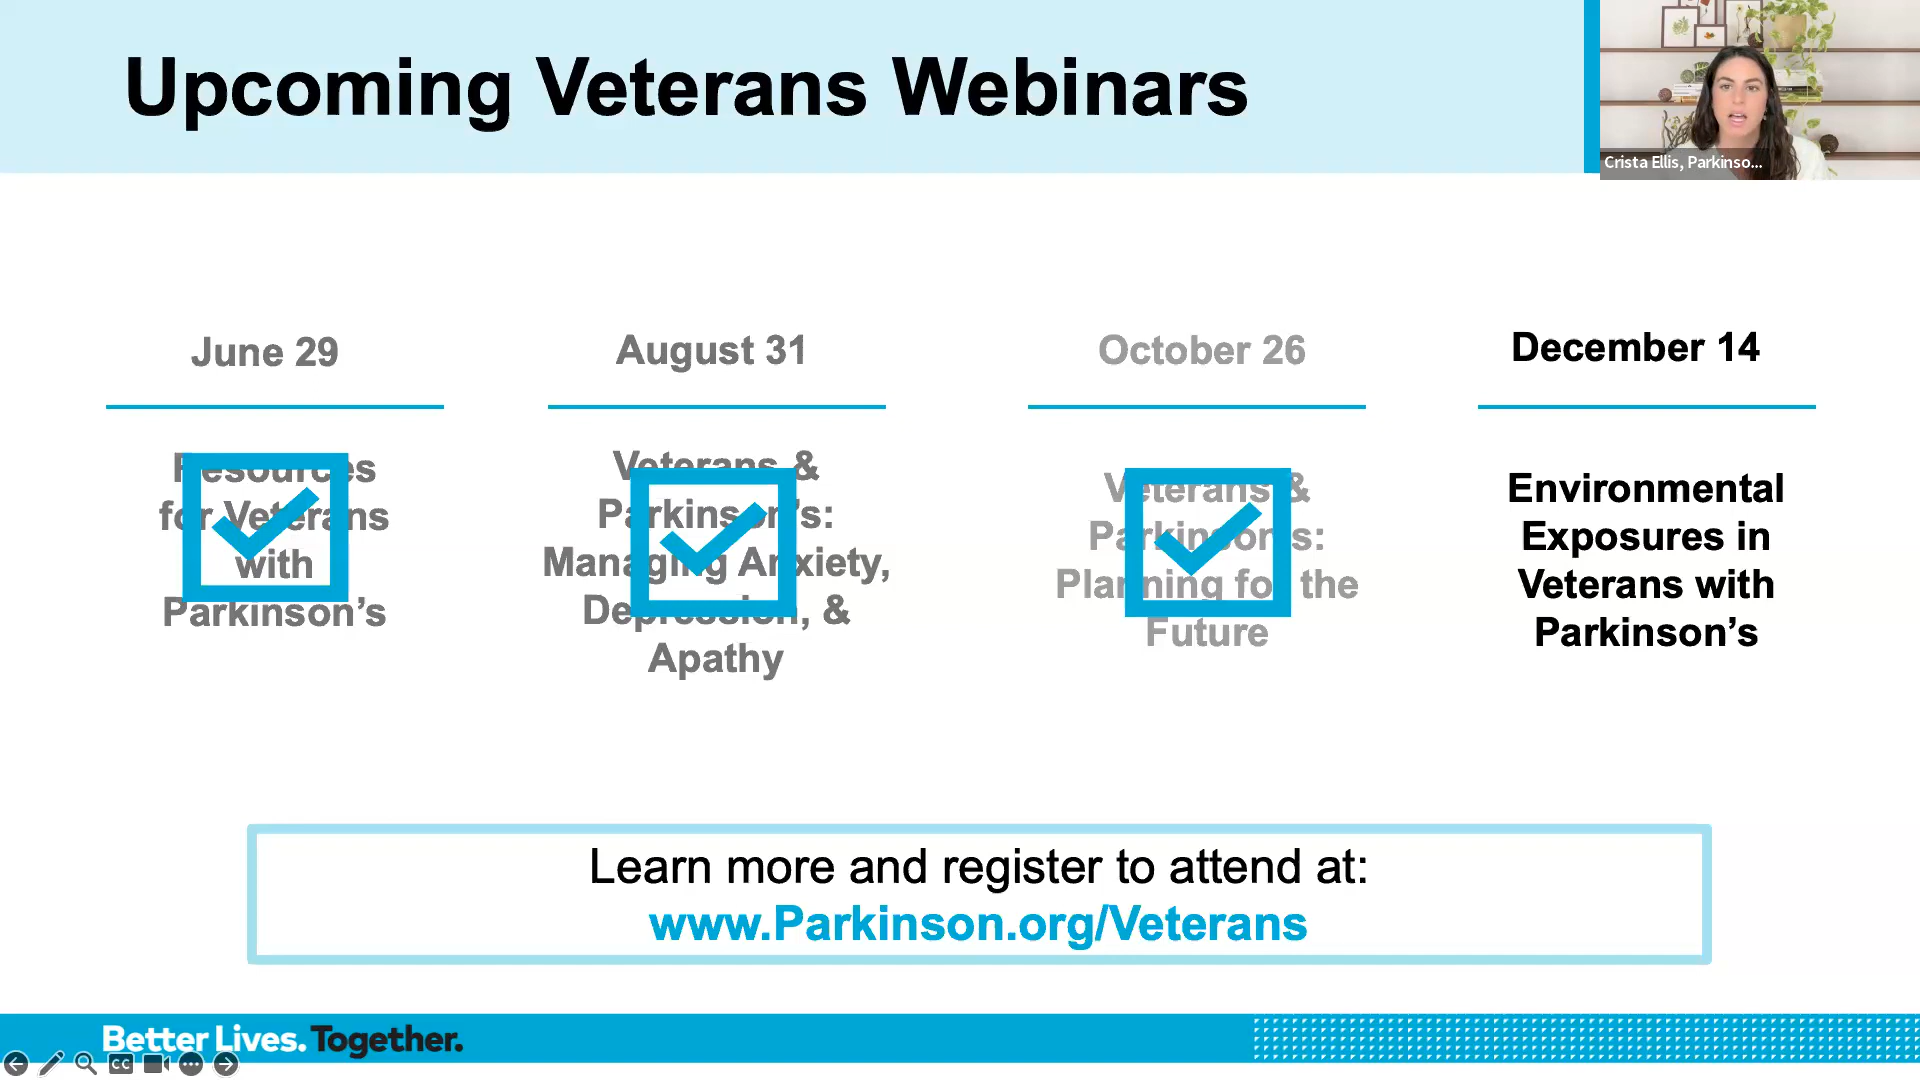 Upcoming Veterans Webinars
Crista Ellis, Parkinso...
June 29
Resources
for Veterans
with
Parkinson’s
August 31
Veterans &
Parkinson’s:
Managing Anxiety,
Depression, &
Apathy
October 26
Veterans &
Parkinson’s:
Planning for the
Future
December 14
Environmental
Exposures in
Veterans with
Parkinson’s
Learn more and register to attend at:
www.Parkinson.org/Veterans
Better Lives. Together.
CC